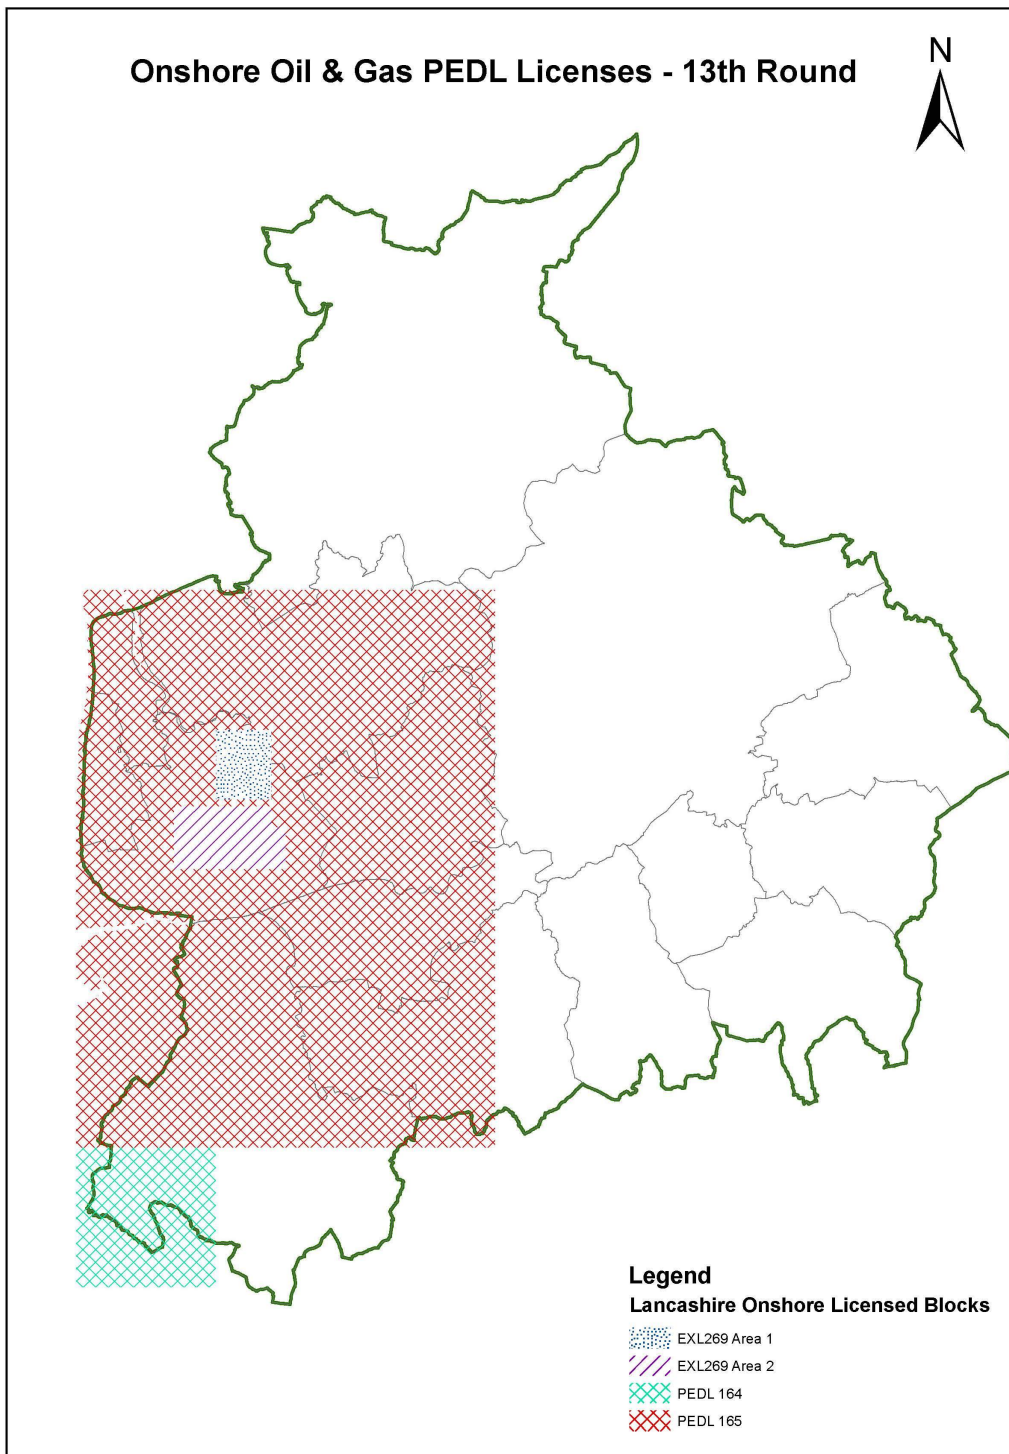 Onshore Oil & Gas PEDL Licenses - 13th Round
N
Legend
Lancashire Onshore Licensed Blocks
EXL269 Area 1
EXL269 Area 2
PEDL 164
PEDL 165